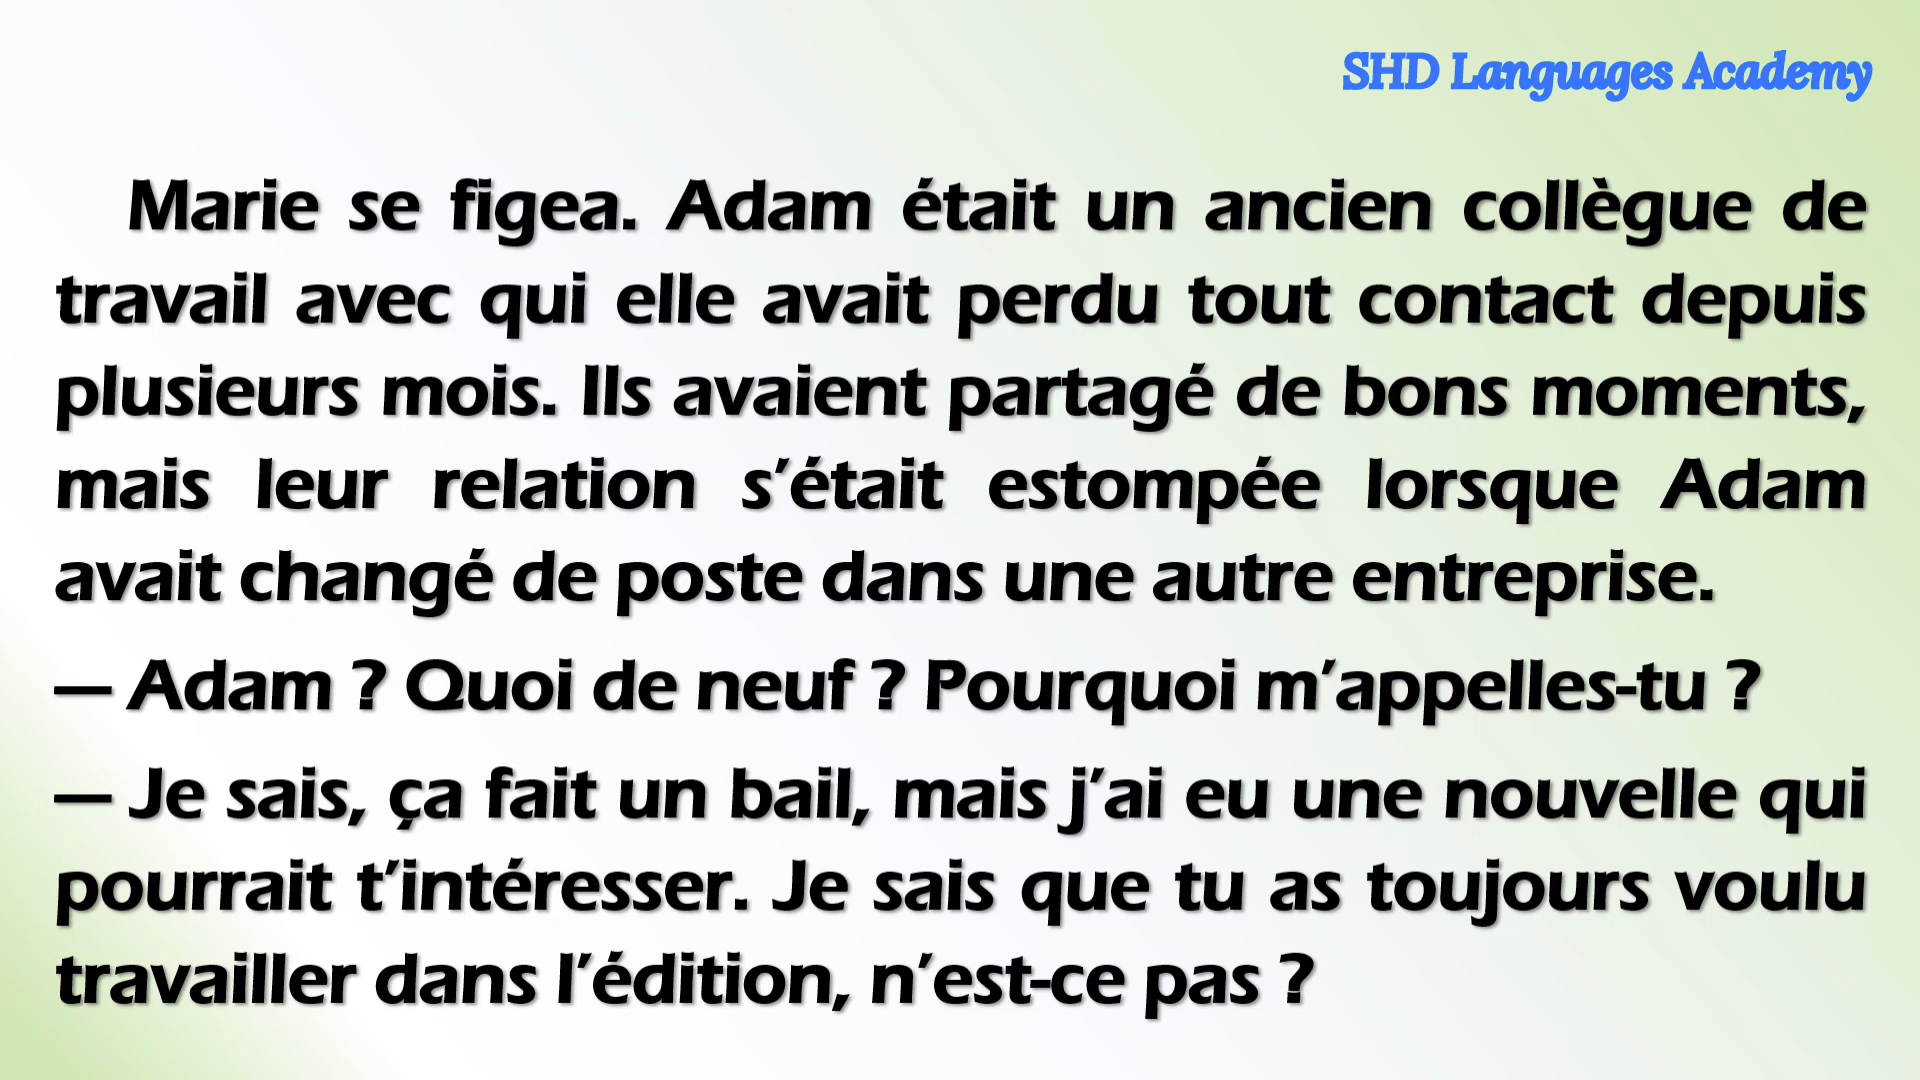 SHD Languages Academy
Marie se figea. Adam était un ancien collègue de
travail avec qui elle avait perdu tout contact depuis
plusieurs mois. Ils avaient partagé de bons moments,
mais leur relation s’était estompée lorsque Adam
avait changé de poste dans une autre entreprise.
— Adam ? Quoi de neuf ? Pourquoi m’appelles-tu ?
— Je sais, ça fait un bail, mais j’ai eu une nouvelle qui
pourrait t’intéresser. Je sais que tu as toujours voulu
travailler dans l’édition, n’est-ce pas ?